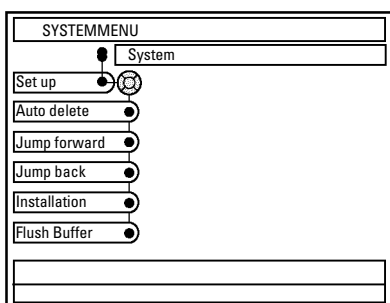 SYSTEMMENU
System
Set up
Auto delete
Jump forward
Jump back
Installation
Flush Buffer